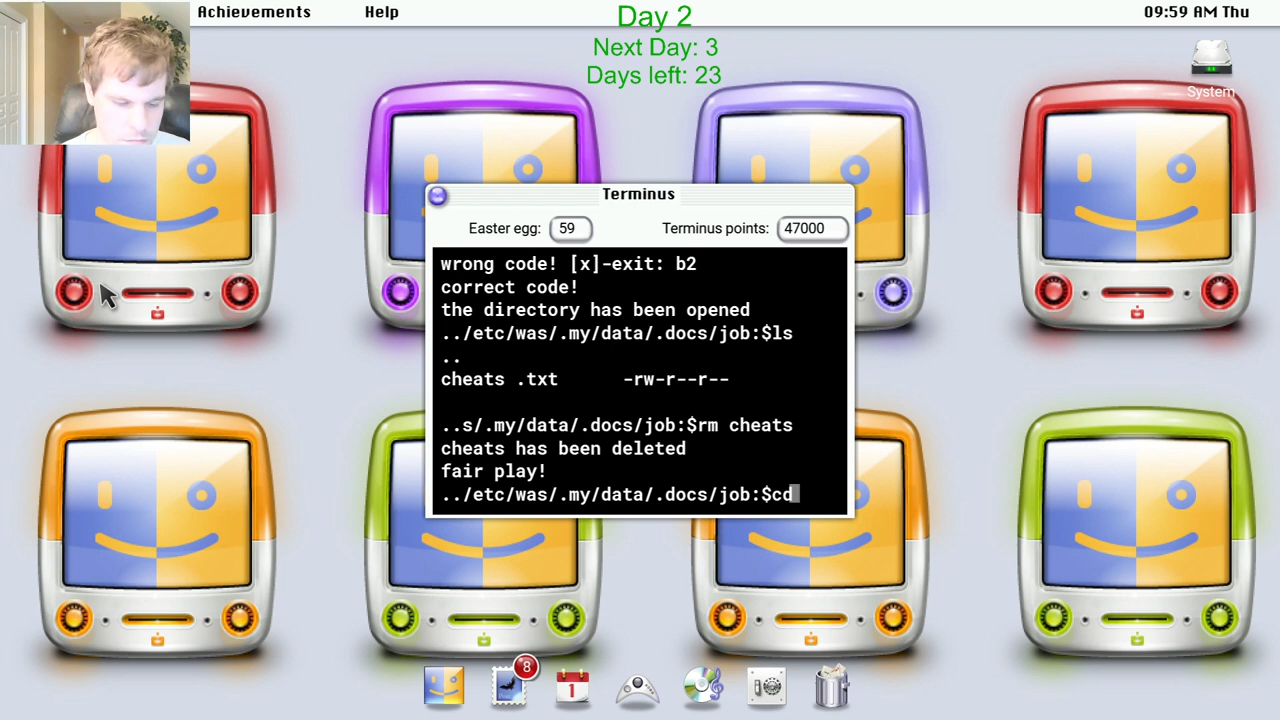 Achievements Help
Day 2
09:59 AM Thu
Next Day: 3
Days left: 23
System
Terminus
Easter egg: 59 Terminus points: 47000
wrong code! [x]-exit: b2
correct code!
the directory has been opened
../etc/was/.my/data/.docs/job:$ls
..
cheats .txt -rw-r--r--
..s/.my/data/.docs/job:$rm cheats
cheats has been deleted
fair play!
../etc/was/.my/data/.docs/job:$cd
8
1